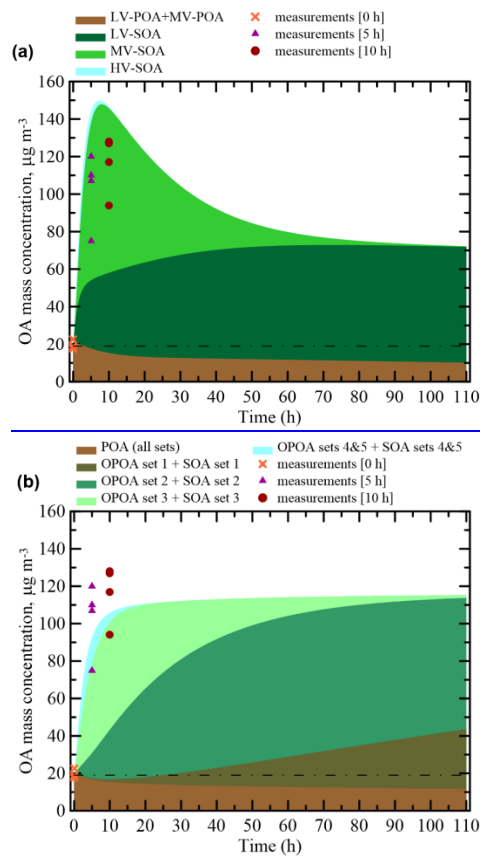 (a)
LV-POA+MV-POA
LV-SOA
MV-SOA
HV-SOA
measurements [0 h]
measurements [5 h]
measurements [10 h]
OA mass concentration, µg m-3
160
140
120
100
80
60
40
20
0
0 10 20 30 40 50 60 70 80 90 100 110
Time (h)
(b)
POA (all sets)
OPOA set 1 + SOA set 1
OPOA set 2 + SOA set 2
OPOA set 3 + SOA set 3
OPOA sets 4&5 + SOA sets 4&5
measurements [0 h]
measurements [5 h]
measurements [10 h]
OA mass concentration, µg m-3
160
140
120
100
80
60
40
20
0
0 10 20 30 40 50 60 70 80 90 100 110
Time (h)